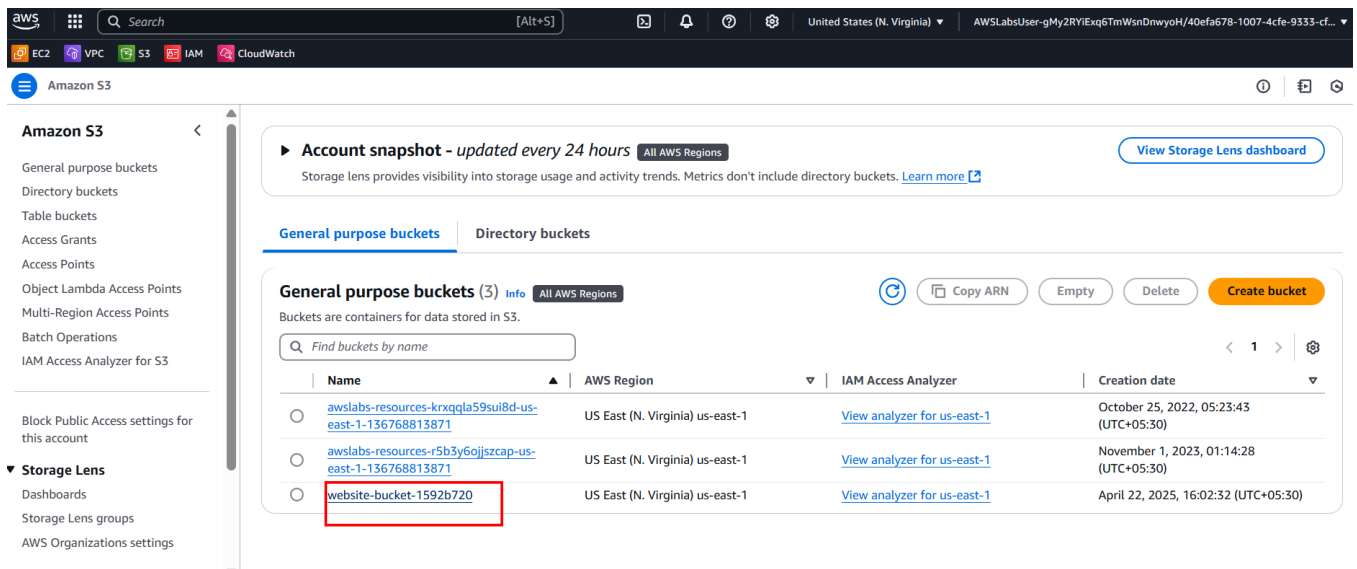 aws
Search [Alt+S]
United States (N. Virginia) ▼
AWSLabsUser-gMy2RYiExq6TmWsnDnwyoH/40efa678-1007-4cfe-9333-cf... ▼
EC2 VPC S3 IAM CloudWatch
Amazon S3
Amazon S3
General purpose buckets
Directory buckets
Table buckets
Access Grants
Access Points
Object Lambda Access Points
Multi-Region Access Points
Batch Operations
IAM Access Analyzer for S3
Block Public Access settings for
this account
Storage Lens
Dashboards
Storage Lens groups
AWS Organizations settings
Account snapshot - updated every 24 hours All AWS Regions
View Storage Lens dashboard
Storage lens provides visibility into storage usage and activity trends. Metrics don't include directory buckets. Learn more
General purpose buckets Directory buckets
General purpose buckets (3) Info All AWS Regions
Copy ARN Empty Delete Create bucket
Buckets are containers for data stored in S3.
Find buckets by name
1
Name AWS Region IAM Access Analyzer Creation date
awslabs-resources-krxqqla59sui8d-us-
east-1-136768813871
US East (N. Virginia) us-east-1
View analyzer for us-east-1
October 25, 2022, 05:23:43
(UTC+05:30)
awslabs-resources-r5b3y6ojjszcap-us-
east-1-136768813871
US East (N. Virginia) us-east-1
View analyzer for us-east-1
November 1, 2023, 01:14:28
(UTC+05:30)
website-bucket-1592b720
US East (N. Virginia) us-east-1
View analyzer for us-east-1
April 22, 2025, 16:02:32 (UTC+05:30)